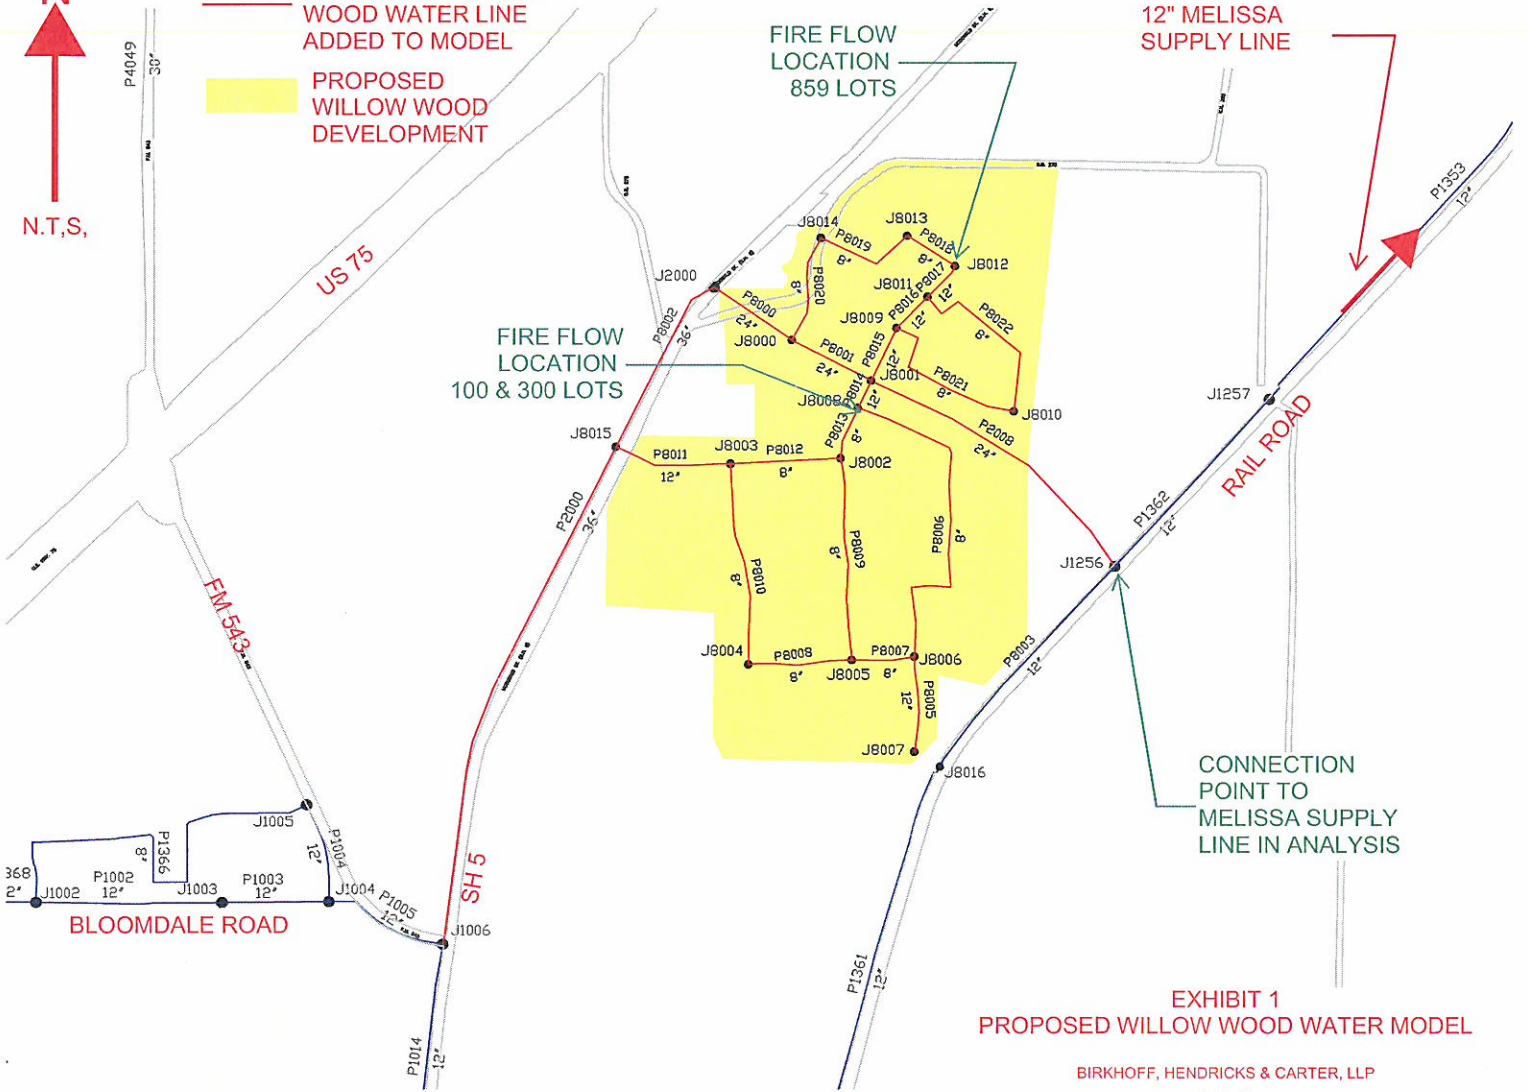 N
WOOD WATER LINE
ADDED TO MODEL
PROPOSED
WILLOW WOOD
DEVELOPMENT
N.T,S,
P4049
30"
US 75
FIRE FLOW
LOCATION
859 LOTS
12" MELISSA
SUPPLY LINE
P1353
12"
J8014
J8013
P8019
8"
P8018
8"
J8012
P8017
12"
J8011
P8020
8"
P8016
12"
J8009
P8022
8"
J2000
P8000
24"
J8000
P8002
36"
FIRE FLOW
LOCATION
100 & 300 LOTS
P8001
24"
P8015
12"
J8001
P8014
12"
J8008
P8021
8"
J8010
P2008
24"
J1257
RAIL ROAD
J8015
P8011
12"
J8003
P8012
8"
P8013
8"
J8002
P2000
36"
P8010
8"
P8009
8"
P8006
8"
P1362
12"
J1256
FM 543
J8004
P8008
8"
J8005
P8007
8"
J8006
P8003
12"
P8005
12"
J8007
J8016
CONNECTION
POINT TO
MELISSA SUPPLY
LINE IN ANALYSIS
J1005
P1004
12"
P1366
8"
368
2"
J1002
P1002
12"
J1003
P1003
12"
J1004
P1005
12"
J1006
BLOOMDALE ROAD
SH 5
P1014
12"
P1361
12"
EXHIBIT 1
PROPOSED WILLOW WOOD WATER MODEL
BIRKHOFF, HENDRICKS & CARTER, LLP